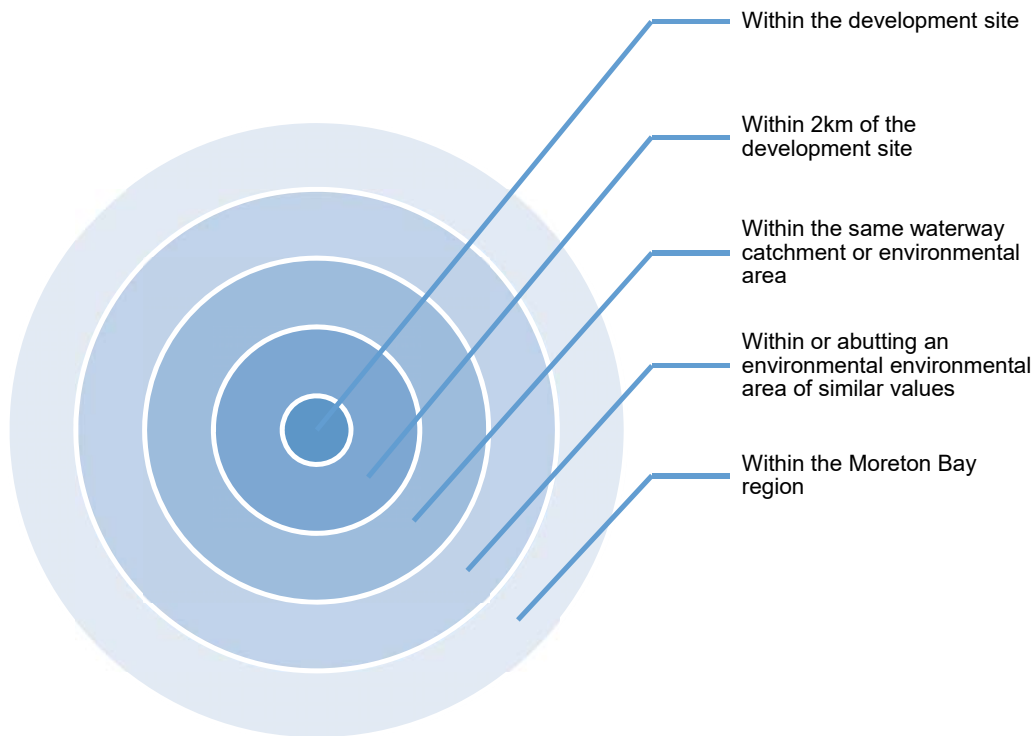 Within the development site
Within 2km of the
development site
Within the same waterway
catchment or environmental
area
Within or abutting an
environmental environmental
area of similar values
Within the Moreton Bay
region